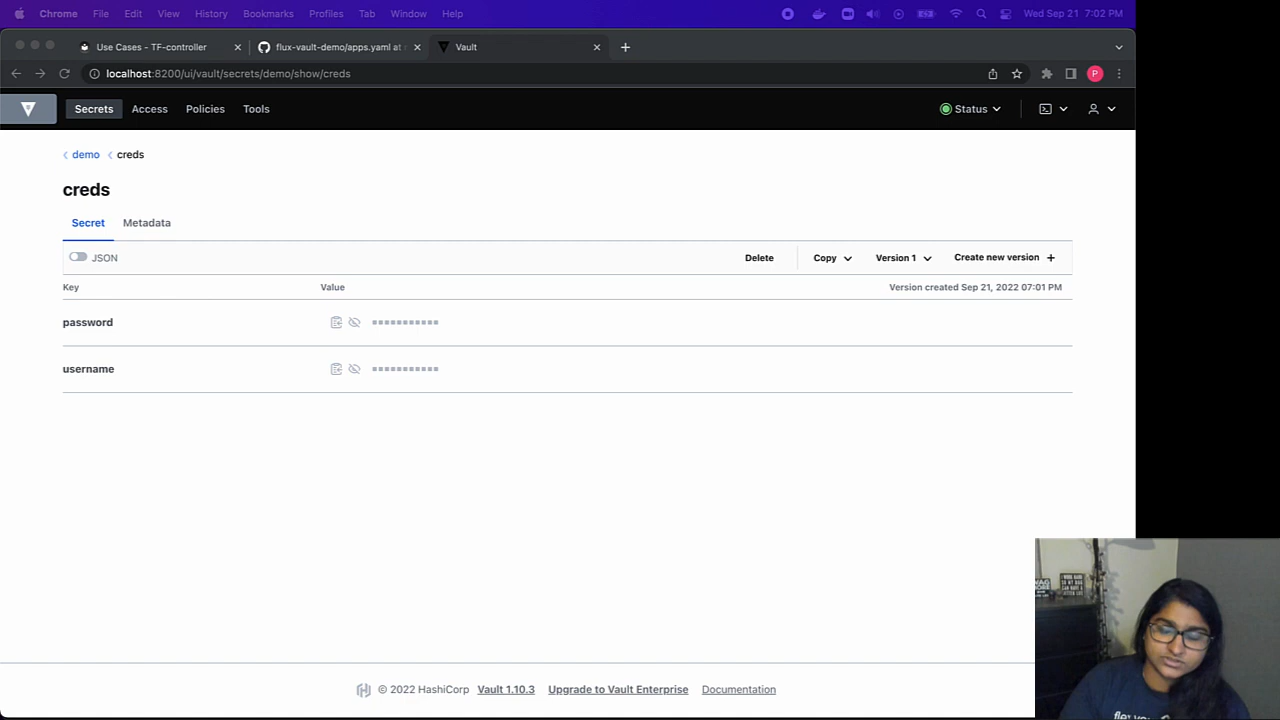 Chrome File Edit View History Bookmarks Profiles Tab Window Help Wed Sep 21 7:02 PM
Use Cases - TF-controller flux-vault-demo/apps.yaml at Vault
localhost:8200/ui/vault/secrets/demo/show/creds P
Secrets Access Policies Tools Status
demo creds
creds
Secret Metadata
JSON Delete Copy Version 1 Create new version
Key Value Version created Sep 21, 2022 07:01 PM
password
username
© 2022 HashiCorp Vault 1.10.3 Upgrade to Vault Enterprise Documentation